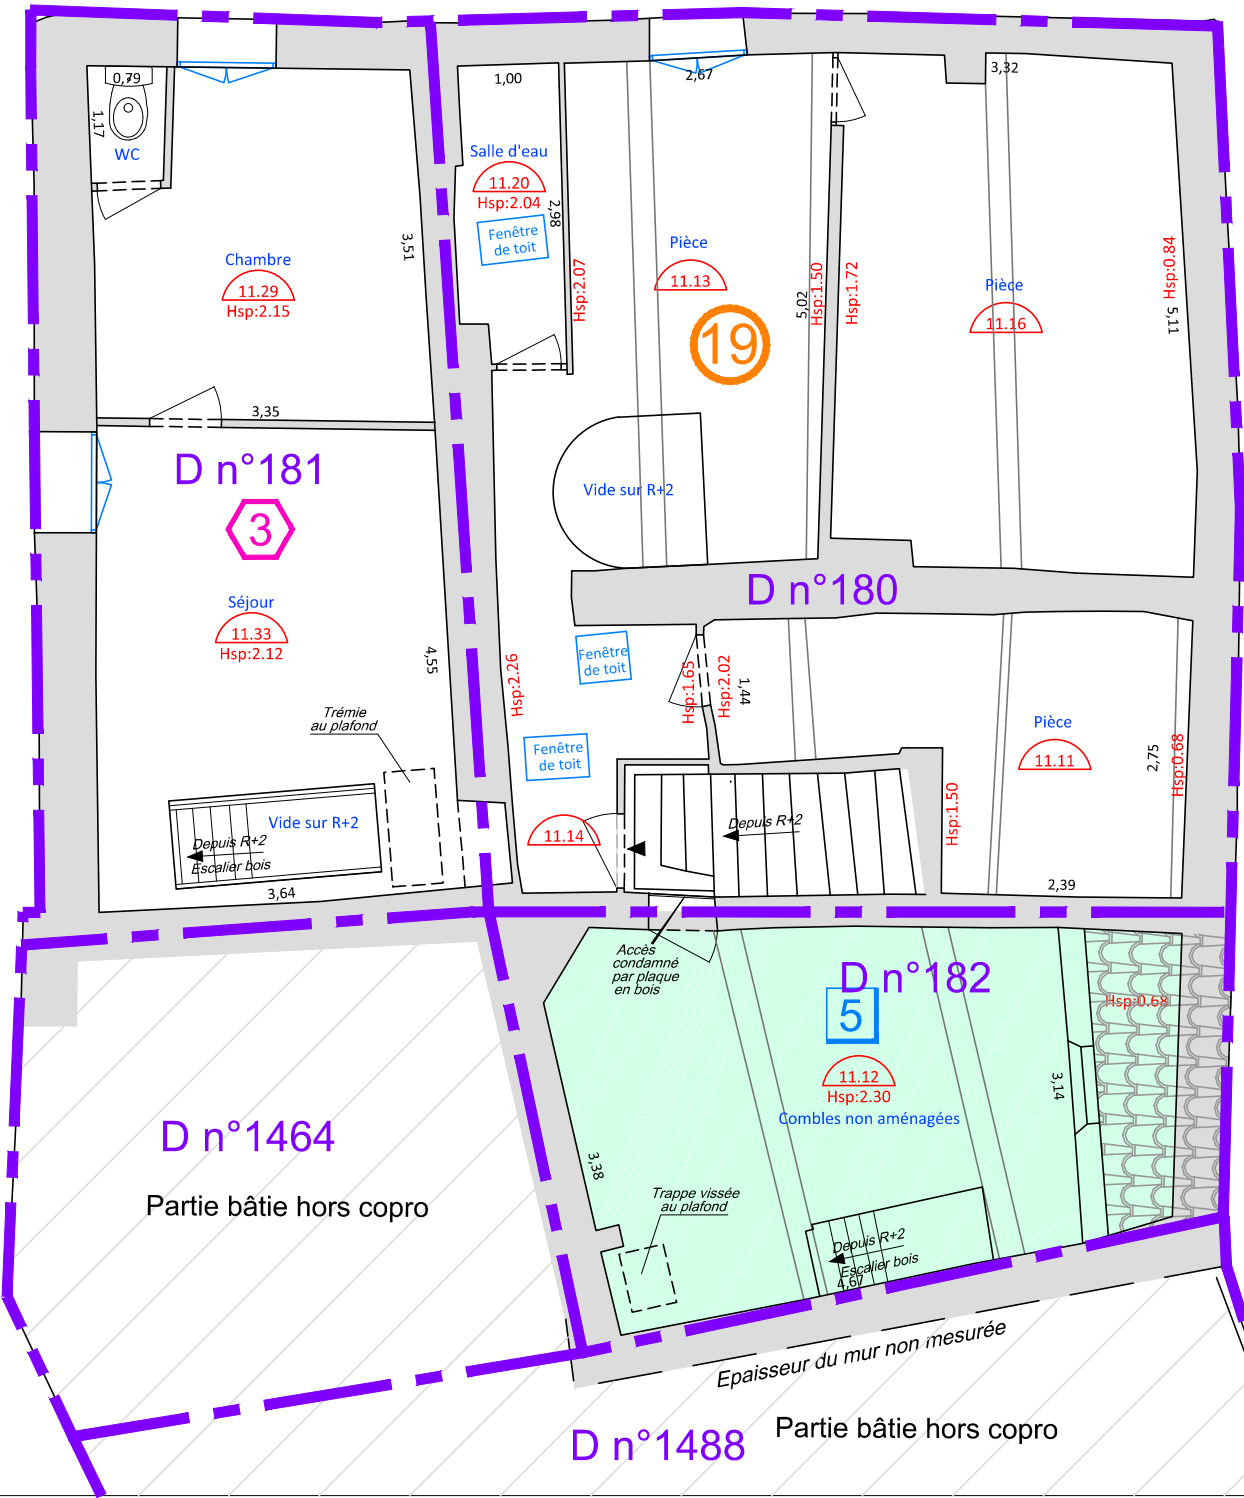 0,79
1,17
WC
Chambre
11.29
Hsp:2.15
3,51
3,35
D n°181
3
Séjour
11.33
Hsp:2.12
4,55
Trémie
au plafond
Vide sur R+2
Depuis R+2
Escalier bois
3,64
1,00
Salle d'eau
11.20
Hsp:2.04
Fenêtre
de toit
2,98
Hsp:2.07
2,67
Pièce
11.13
19
5,02
Hsp:1.50
Hsp:1.72
Vide sur R+2
3,32
Pièce
11.16
Hsp:0.84
5,11
D n°180
Hsp:2.26
Fenêtre
de toit
Fenêtre
de toit
Hsp:1.65
Hsp:2.02
1,44
11.14
Depuis R+2
Pièce
11.11
2,75
Hsp:0.68
Hsp:1.50
2,39
Accès
condamné
par plaque
en bois
D n°182
5
11.12
Hsp:2.30
Combles non aménagées
Hsp:0.68
3,14
3,38
Trappe vissée
au plafond
Depuis R+2
Escalier bois
4,67
D n°1464
Partie bâtie hors copro
Epaisseur du mur non mesurée
D n°1488
Partie bâtie hors copro